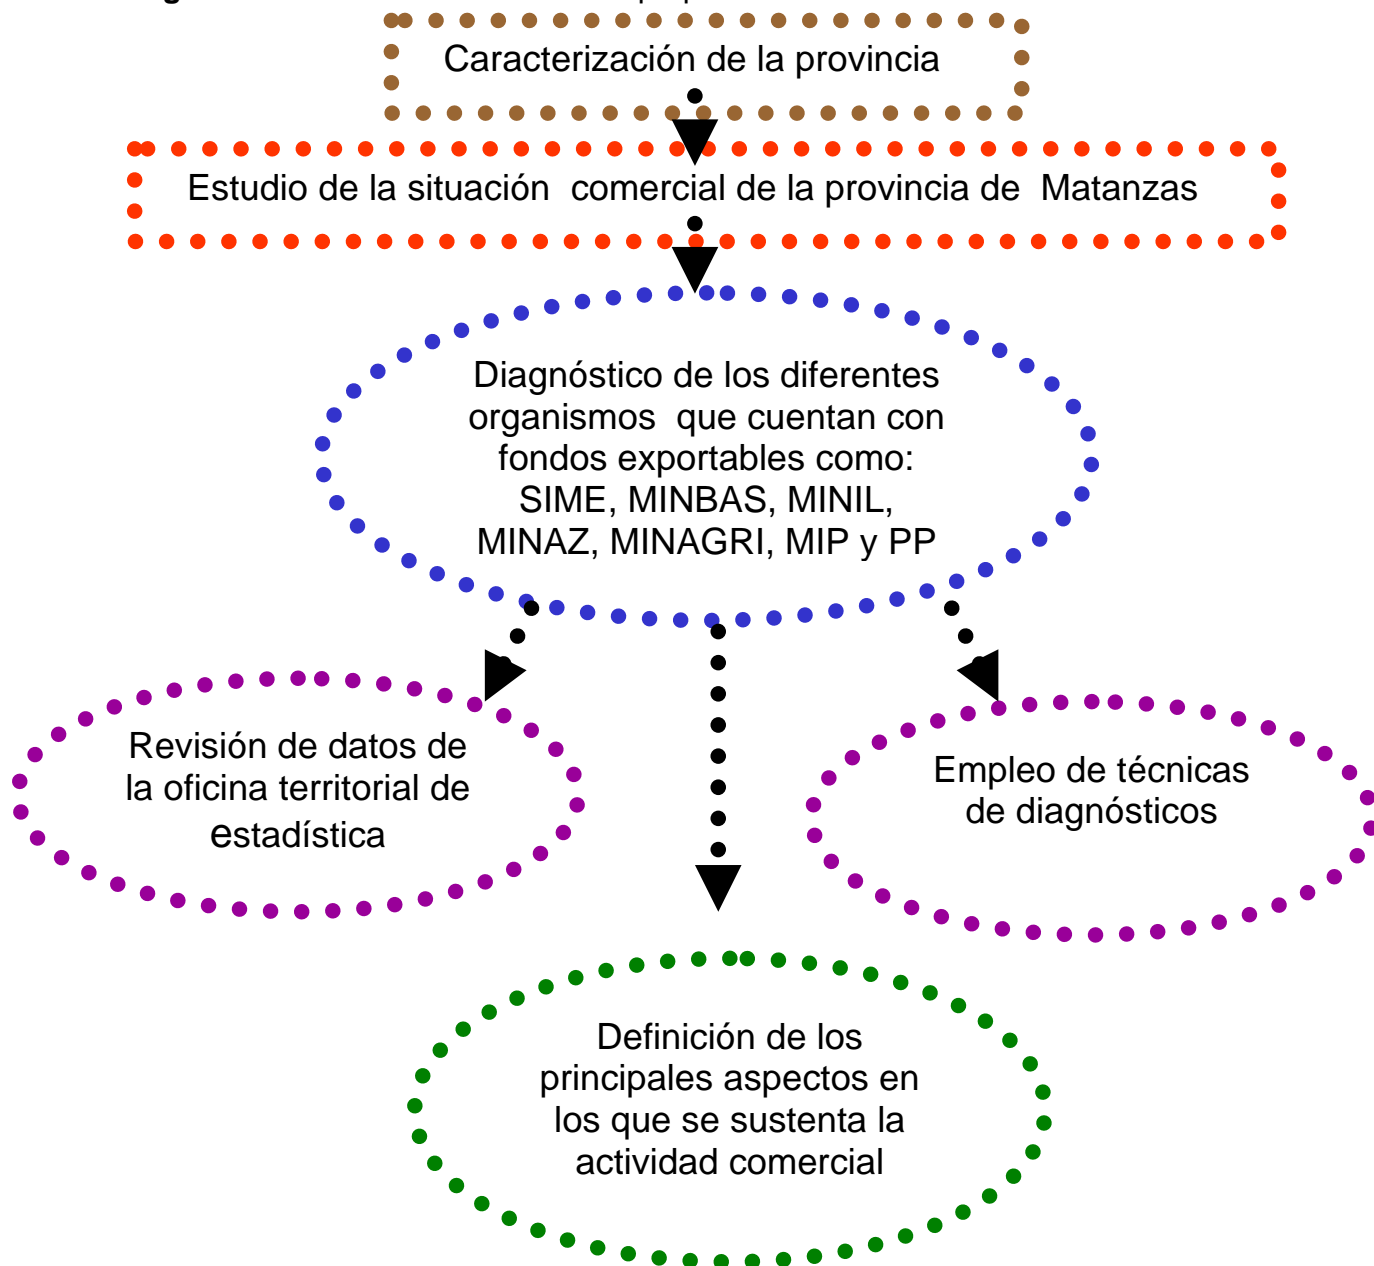 Caracterización de la provincia
Estudio de la situación  comercial de la provincia de  Matanzas
Diagnóstico de los diferentes
organismos  que cuentan con
fondos exportables como:
SIME, MINBAS, MINIL,
MINAZ, MINAGRI, MIP y PP
Revisión de datos de
la oficina territorial de
estadística
Empleo de técnicas
de diagnósticos
Definición de los
principales aspectos en
los que se sustenta la
actividad comercial